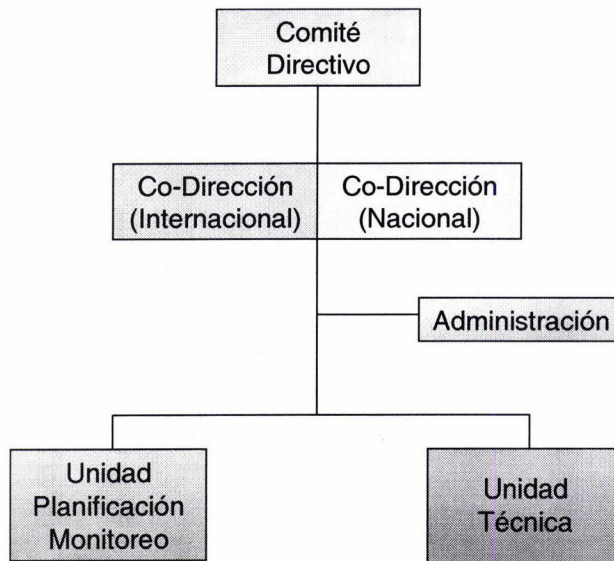 Comité
Directivo
Co-Dirección
(Internacional)
Co-Dirección
(Nacional)
Administración
Unidad
Planificación
Monitoreo
Unidad
Técnica